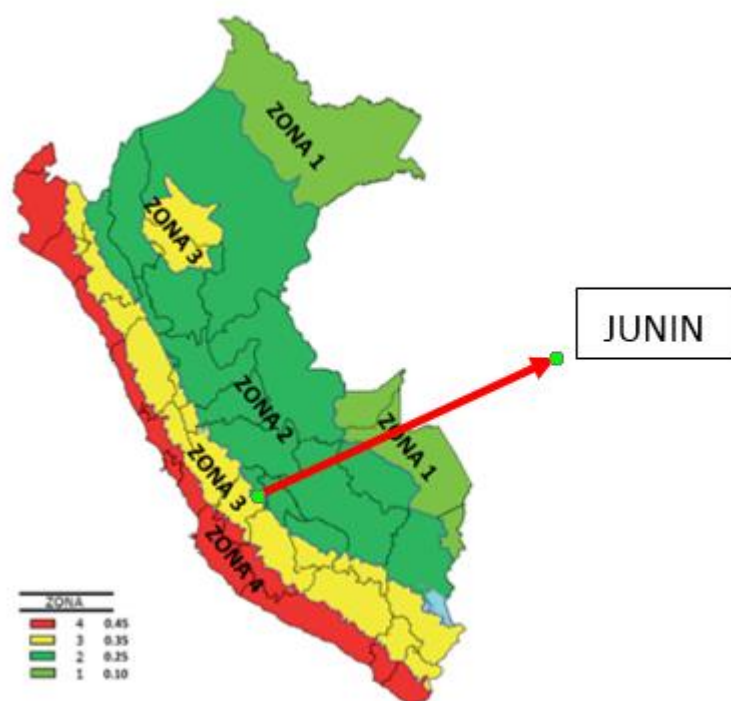 ZONA 1
ZONA 3
JUNIN
ZONA 2
ZONA 1
ZONA 3
ZONA 4
ZONA
4 0.45
3 0.35
2 0.25
1 0.10